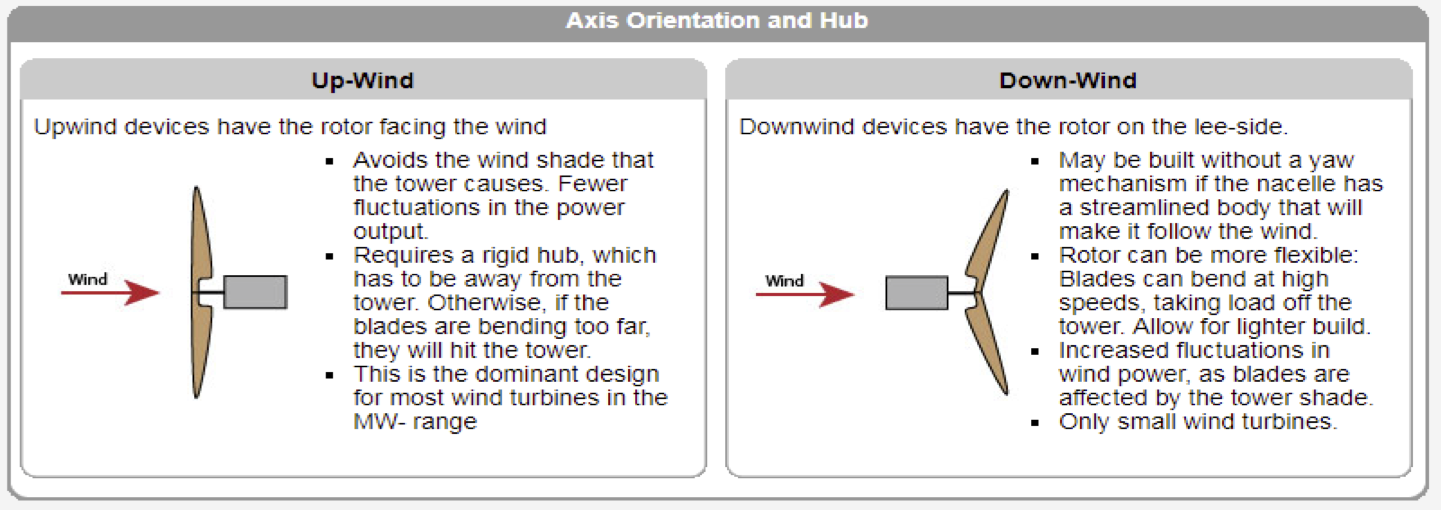 Axis Orientation and Hub
Up-Wind
Upwind devices have the rotor facing the wind
▪ Avoids the wind shade that
the tower causes. Fewer
fluctuations in the power
output.
▪ Requires a rigid hub, which
has to be away from the
tower. Otherwise, if the
blades are bending too far,
they will hit the tower.
▪ This is the dominant design
for most wind turbines in the
MW- range
Wind
Down-Wind
Downwind devices have the rotor on the lee-side.
▪ May be built without a yaw
mechanism if the nacelle has
a streamlined body that will
make it follow the wind.
▪ Rotor can be more flexible:
Blades can bend at high
speeds, taking load off the
tower. Allow for lighter build.
▪ Increased fluctuations in
wind power, as blades are
affected by the tower shade.
▪ Only small wind turbines.
Wind